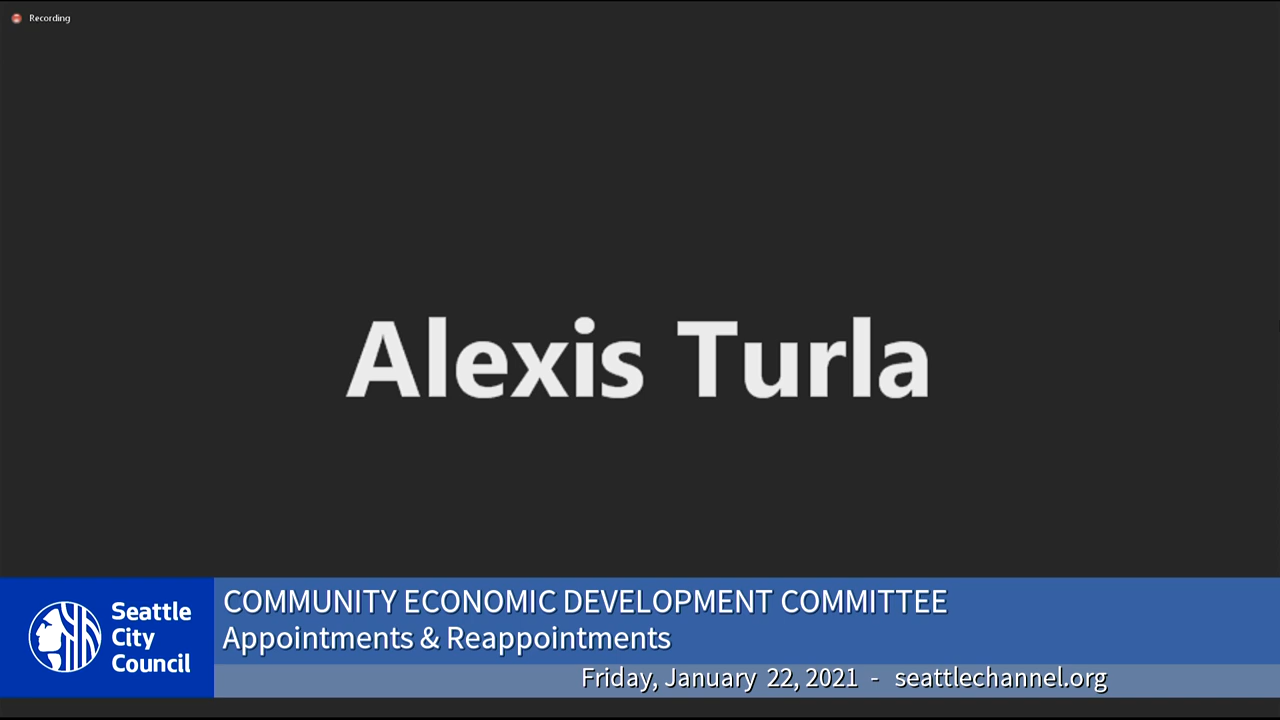 Recording
Alexis Turla
Seattle
City
Council
COMMUNITY ECONOMIC DEVELOPMENT COMMITTEE
Appointments & Reappointments
Friday, January 22, 2021 - seattlechannel.org